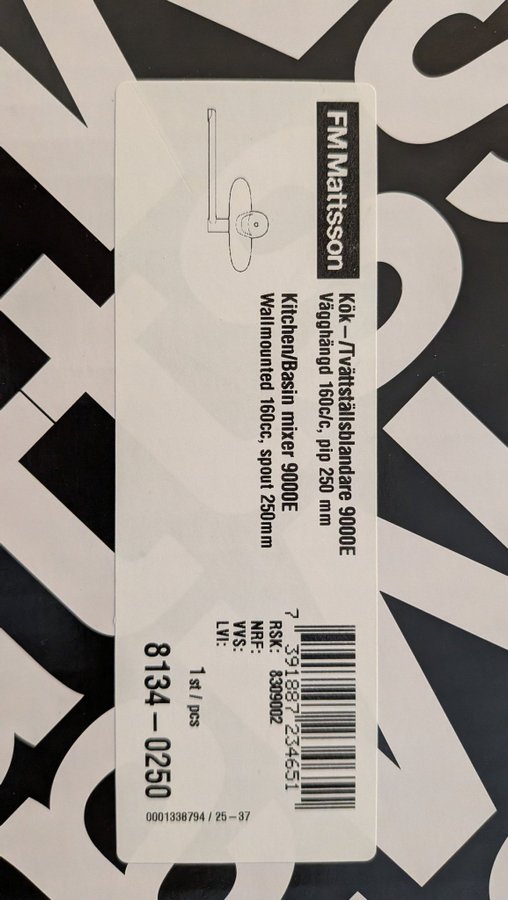 FM Mattsson
Kök-/Tvättställsblandare 9000E
Vägghängd 160c/c, pip 250 mm
Kitchen/Basin mixer 9000E
Wallmounted 160cc, spout 250mm
7 391887 234651
RSK: 8309002
NRF:
VVS:
LVI:
1 st / pcs
8134-0250
0001338794 / 25-37